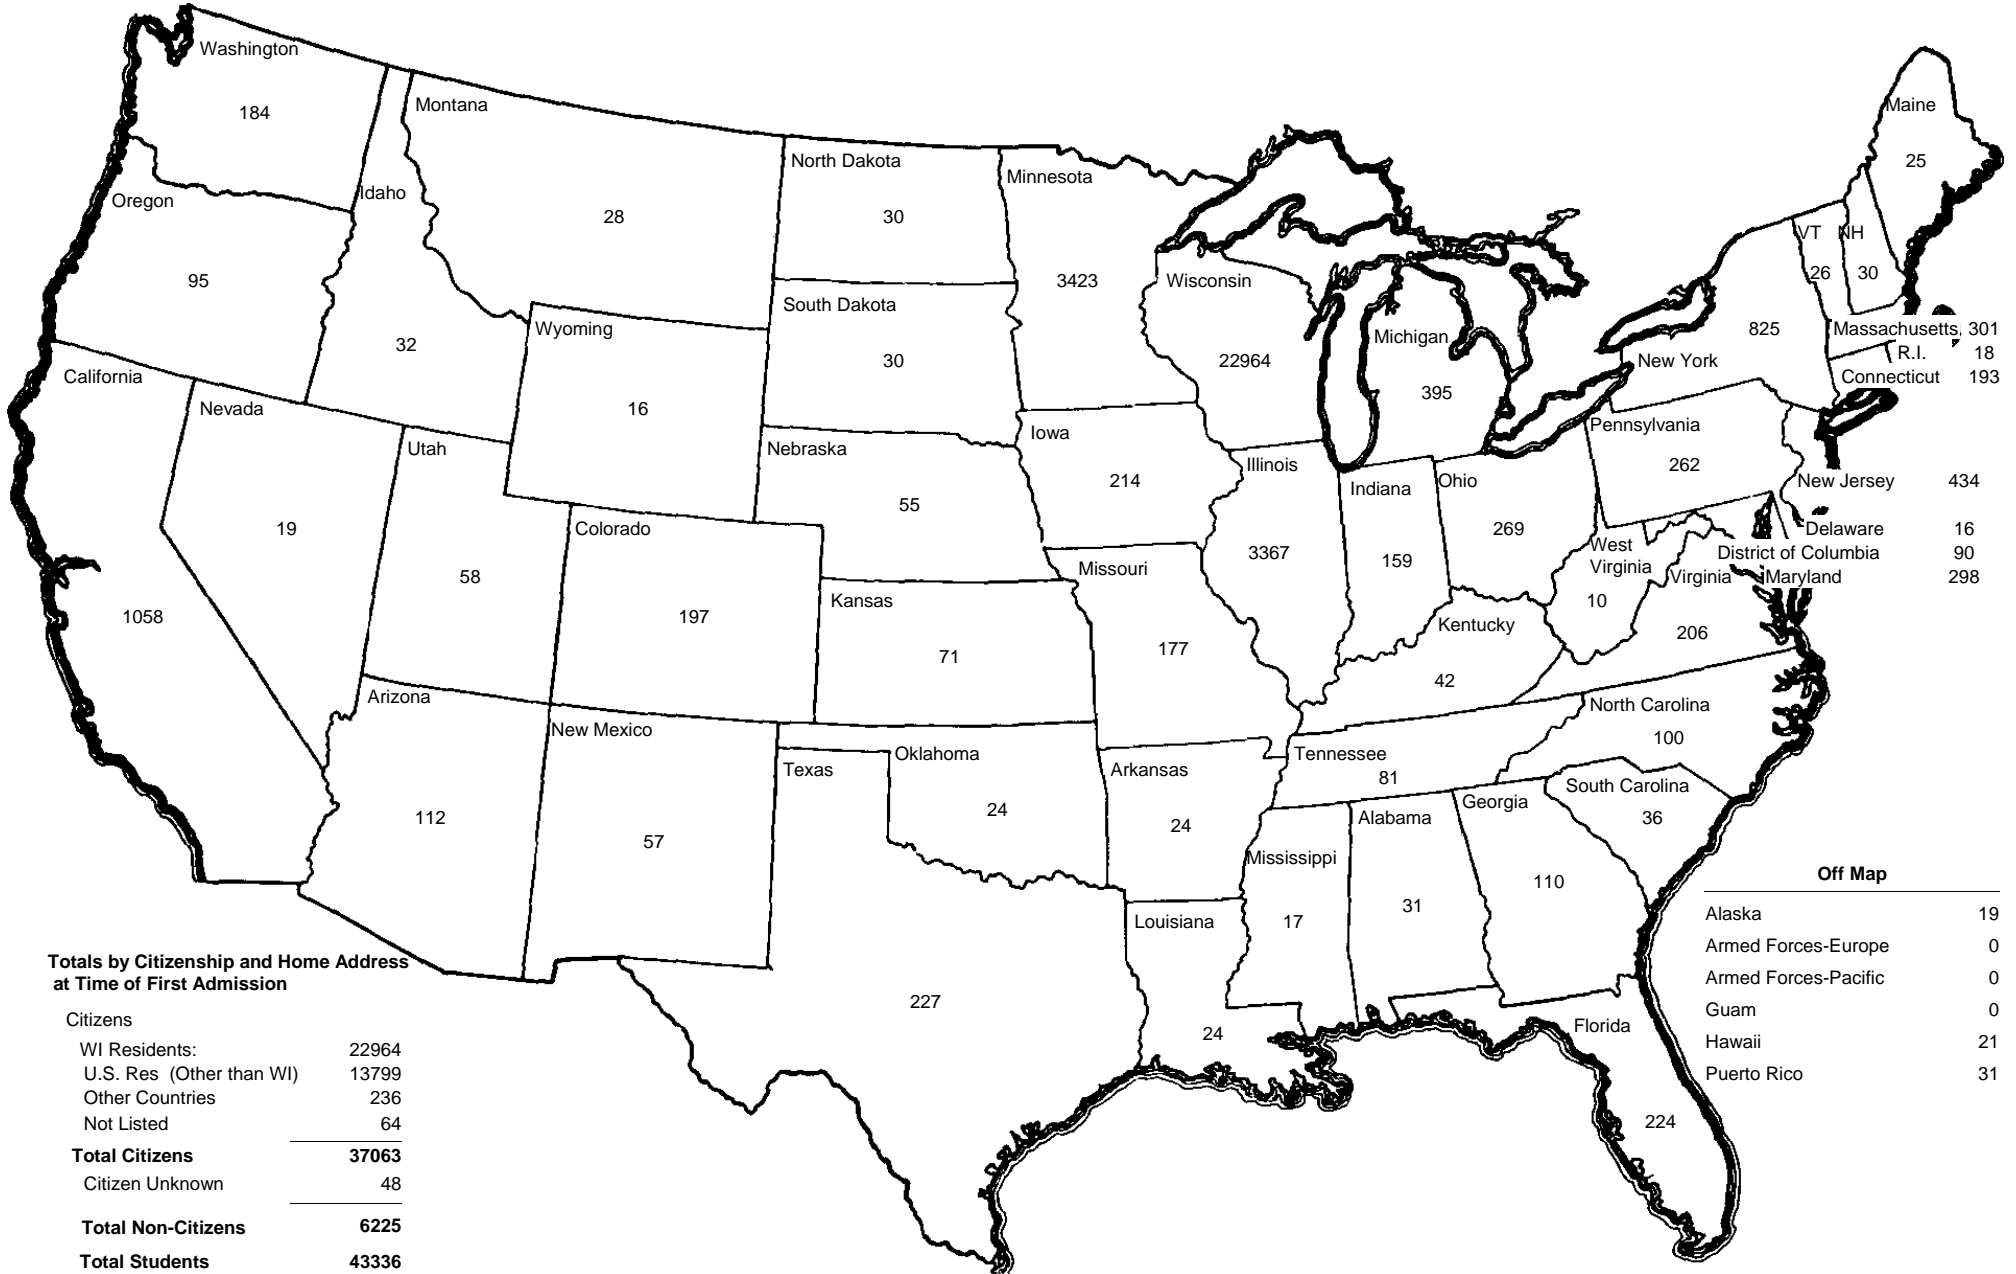 Washington
184
Montana
28
Idaho
32
Oregon
95
North Dakota
30
Minnesota
3423
South Dakota
30
Wyoming
16
Wisconsin
22964
Michigan
395
Maine
25
VT
26
NH
30
825
New York
Massachusetts 301
R.I. 18
Connecticut 193
California
1058
Nevada
19
Utah
58
Colorado
197
Nebraska
55
Iowa
214
Illinois
3367
Indiana
159
Ohio
269
Pennsylvania
262
New Jersey 434
Delaware 16
District of Columbia 90
Maryland 298
West
Virginia
10
Virginia
206
Kansas
71
Missouri
177
Kentucky
42
Arizona
112
New Mexico
57
Texas
227
Oklahoma
24
Arkansas
24
Tennessee
81
North Carolina
100
South Carolina
36
Georgia
110
Alabama
31
Mississippi
17
Louisiana
24
Florida
224
Off Map
Alaska 19
Armed Forces-Europe 0
Armed Forces-Pacific 0
Guam 0
Hawaii 21
Puerto Rico 31
Totals by Citizenship and Home Address
at Time of First Admission
Citizens
WI Residents: 22964
U.S. Res (Other than WI) 13799
Other Countries 236
Not Listed 64
Total Citizens 37063
Citizen Unknown 48
Total Non-Citizens 6225
Total Students 43336